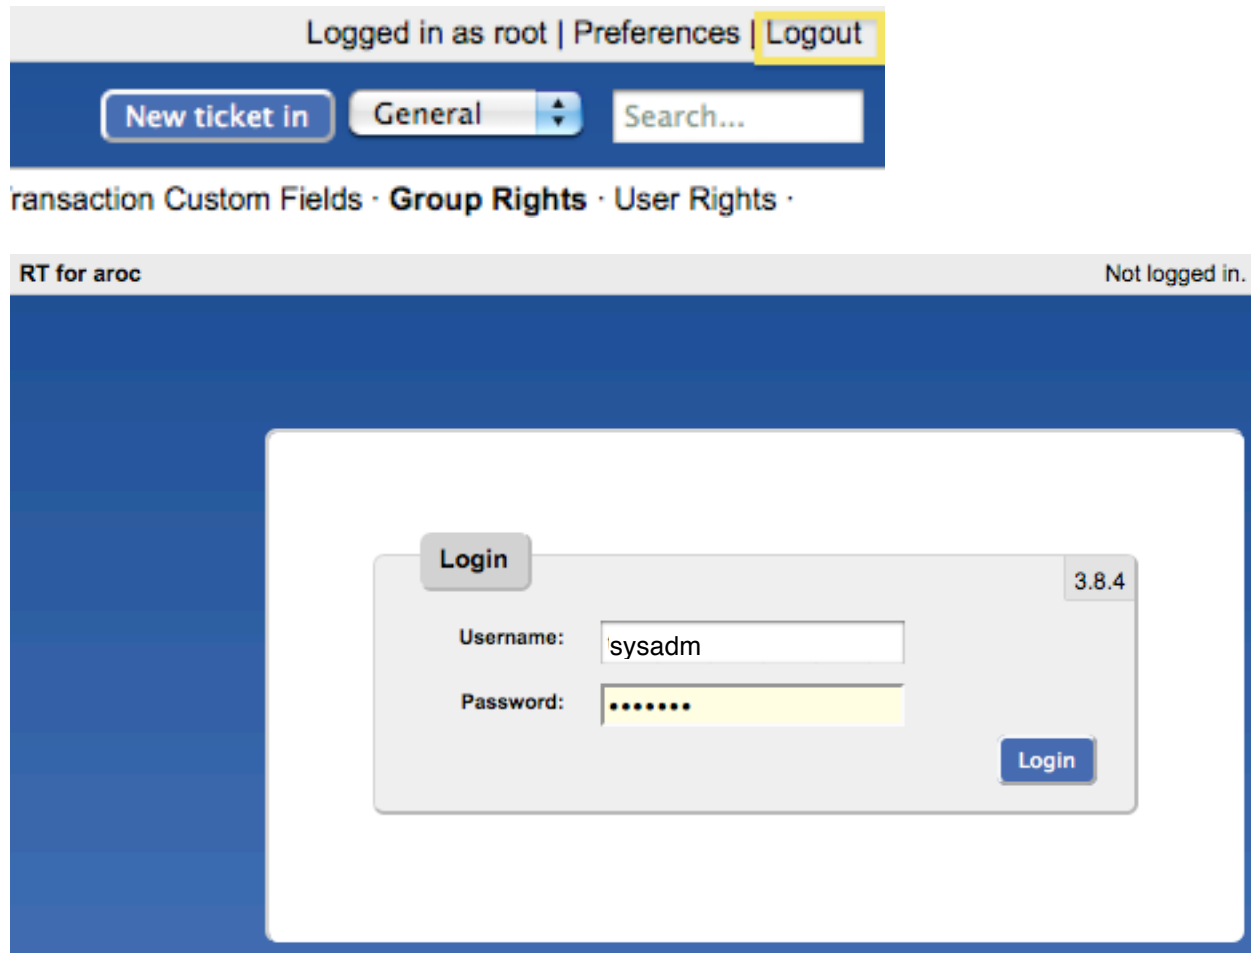 Logged in as root | Preferences | Logout
New ticket in General Search...
ransaction Custom Fields · Group Rights · User Rights ·
RT for aroc Not logged in.
Login
3.8.4
Username: sysadm
Password: •••••••
Login